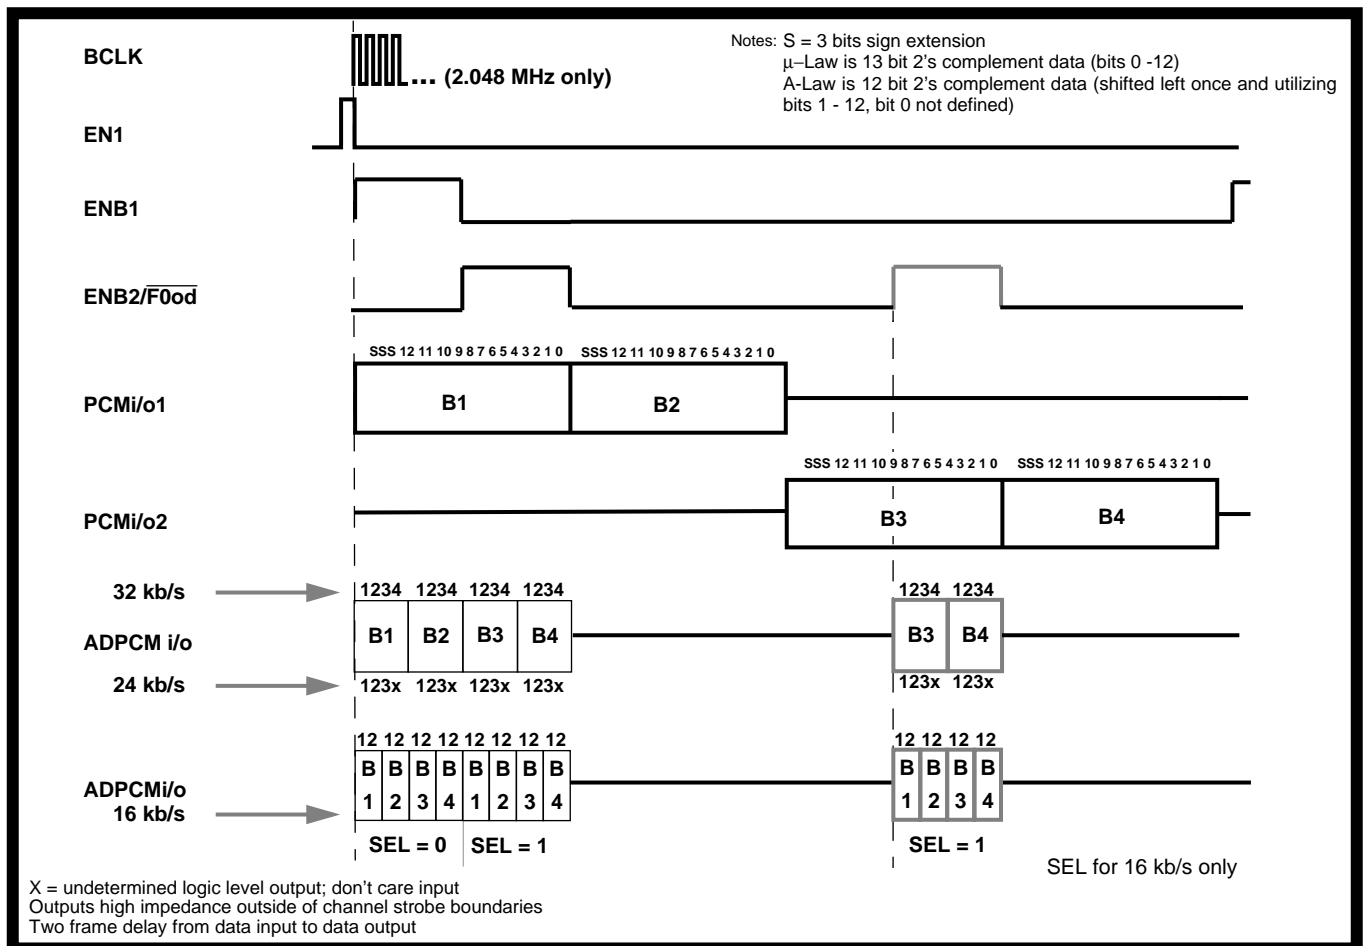 BCLK
... (2.048 MHz only)
Notes: S = 3 bits sign extension
µ–Law is 13 bit 2's complement data (bits 0 -12)
A-Law is 12 bit 2's complement data (shifted left once and utilizing
bits 1 - 12, bit 0 not defined)
EN1
ENB1
ENB2/F0od
SSS 12 11 10 9 8 7 6 5 4 3 2 1 0 SSS 12 11 10 9 8 7 6 5 4 3 2 1 0
PCMi/o1
B1 B2
SSS 12 11 10 9 8 7 6 5 4 3 2 1 0 SSS 12 11 10 9 8 7 6 5 4 3 2 1 0
PCMi/o2
B3 B4
32 kb/s
1234 1234 1234 1234 1234 1234
ADPCM i/o
B1 B2 B3 B4 B3 B4
24 kb/s
123x 123x 123x 123x 123x 123x
12 12 12 12 12 12 12 12 12 12 12 12
B B B B B B B B B B B B
ADPCMi/o
1 2 3 4 1 2 3 4 1 2 3 4
16 kb/s
SEL = 0 SEL = 1 SEL = 1
SEL for 16 kb/s only
X = undetermined logic level output; don't care input
Outputs high impedance outside of channel strobe boundaries
Two frame delay from data input to data output